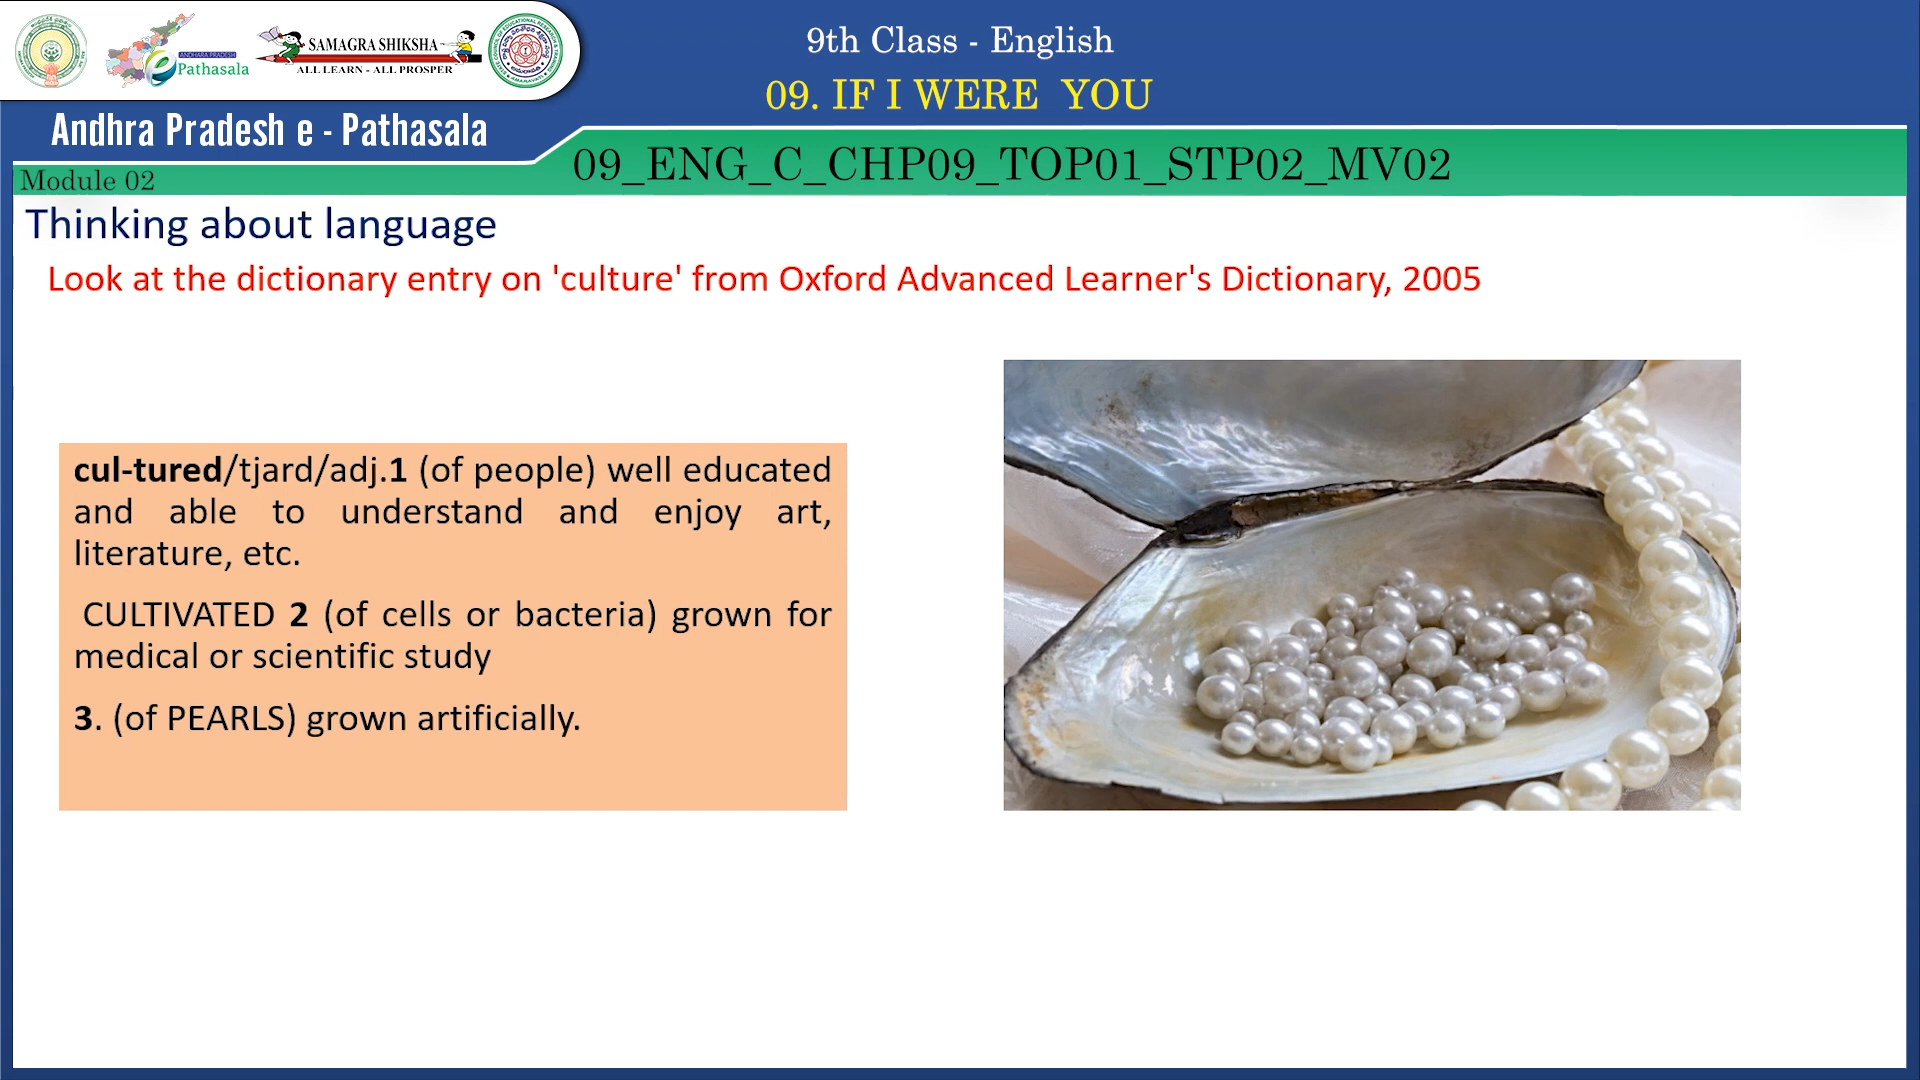 ANDHRA PRADESH
e Pathasala
SAMAGRA SHIKSHA
ALL LEARN - ALL PROSPER
9th Class - English
09. IF I WERE YOU
Andhra Pradesh e - Pathasala
09_ENG_C_CHP09_TOP01_STP02_MV02
Module 02
Thinking about language
Look at the dictionary entry on 'culture' from Oxford Advanced Learner's Dictionary, 2005
cul-tured/tjard/adj.1 (of people) well educated
and able to understand and enjoy art,
literature, etc.
CULTIVATED 2 (of cells or bacteria) grown for
medical or scientific study
3. (of PEARLS) grown artificially.